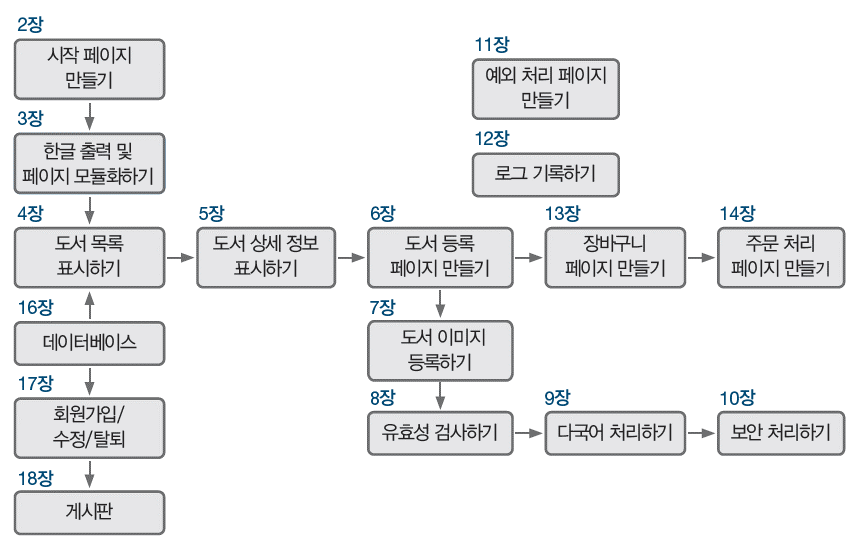 2장
시작 페이지
만들기
3장
한글 출력 및
페이지 모듈화하기
4장
도서 목록
표시하기
5장
도서 상세 정보
표시하기
6장
도서 등록
페이지 만들기
7장
도서 이미지
등록하기
8장
유효성 검사하기
9장
다국어 처리하기
10장
보안 처리하기
11장
예외 처리 페이지
만들기
12장
로그 기록하기
13장
장바구니
페이지 만들기
14장
주문 처리
페이지 만들기
16장
데이터베이스
17장
회원가입/
수정/탈퇴
18장
게시판